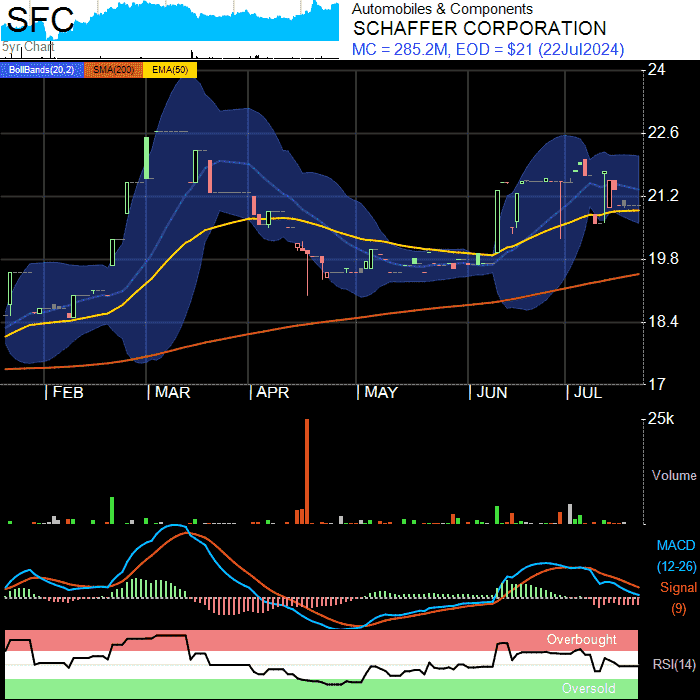 SFC
5yr Chart
Automobiles & Components
SCHAFFER CORPORATION
MC = 285.2M, EOD = $21 (22Jul2024)
BollBands(20,2) SMA(200) EMA(50)
24
22.6
21.2
19.8
18.4
17
FEB MAR APR MAY JUN JUL
25k
Volume
MACD
(12-26)
Signal
(9)
Overbought
RSI(14)
Oversold